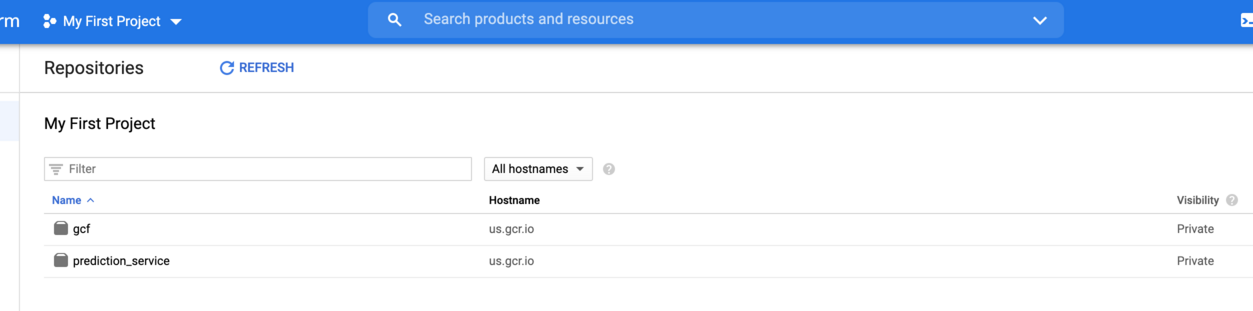 rm My First Project Search products and resources
Repositories REFRESH
My First Project
Filter All hostnames
Name Hostname Visibility
gcf us.gcr.io Private
prediction_service us.gcr.io Private